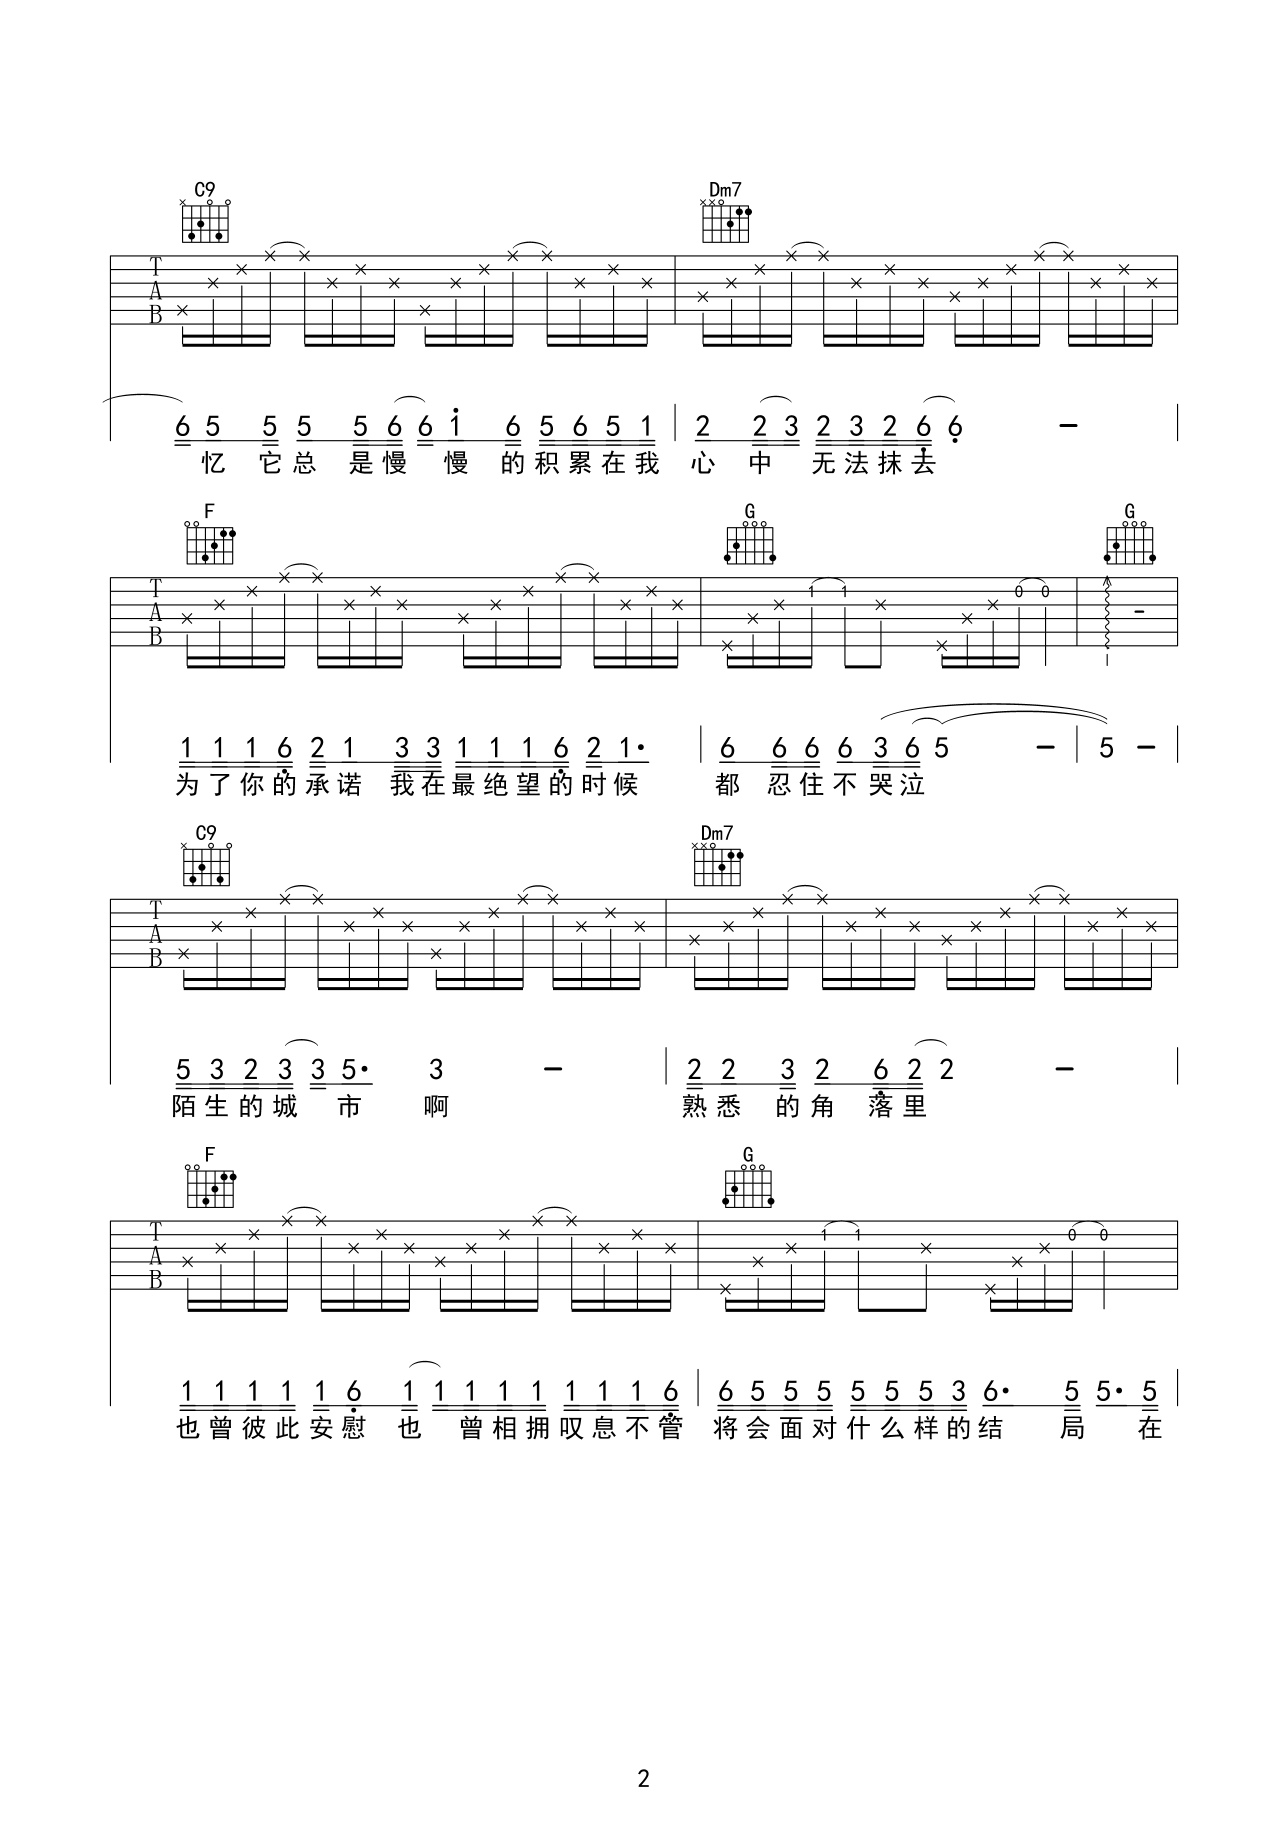 C9 Dm7
T
A
B
6 5 5 5 5 6 6 1 6 5 6 5 1 2 2 3 2 3 2 6 6 –
忆 它 总 是 慢 慢 的 积 累 在 我 心 中 无 法 抹 去
F G G
T
A
B
1 1 0 0 -
1 1 1 6 2 1 3 3 1 1 1 6 2 1· 6 6 6 6 3 6 5 – 5 –
为 了 你 的 承 诺 我 在 最 绝 望 的 时 候 都 忍 住 不 哭 泣
C9 Dm7
T
A
B
5 3 2 3 3 5· 3 – 2 2 3 2 6 2 2 –
陌 生 的 城 市 啊 熟 悉 的 角 落 里
F G
T
A
B
1 1 0 0
1 1 1 1 1 6 1 1 1 1 1 1 1 1 6 6 5 5 5 5 5 5 3 6· 5 5· 5
也 曾 彼 此 安 慰 也 曾 相 拥 叹 息 不 管 将 会 面 对 什 么 样 的 结 局 在
2